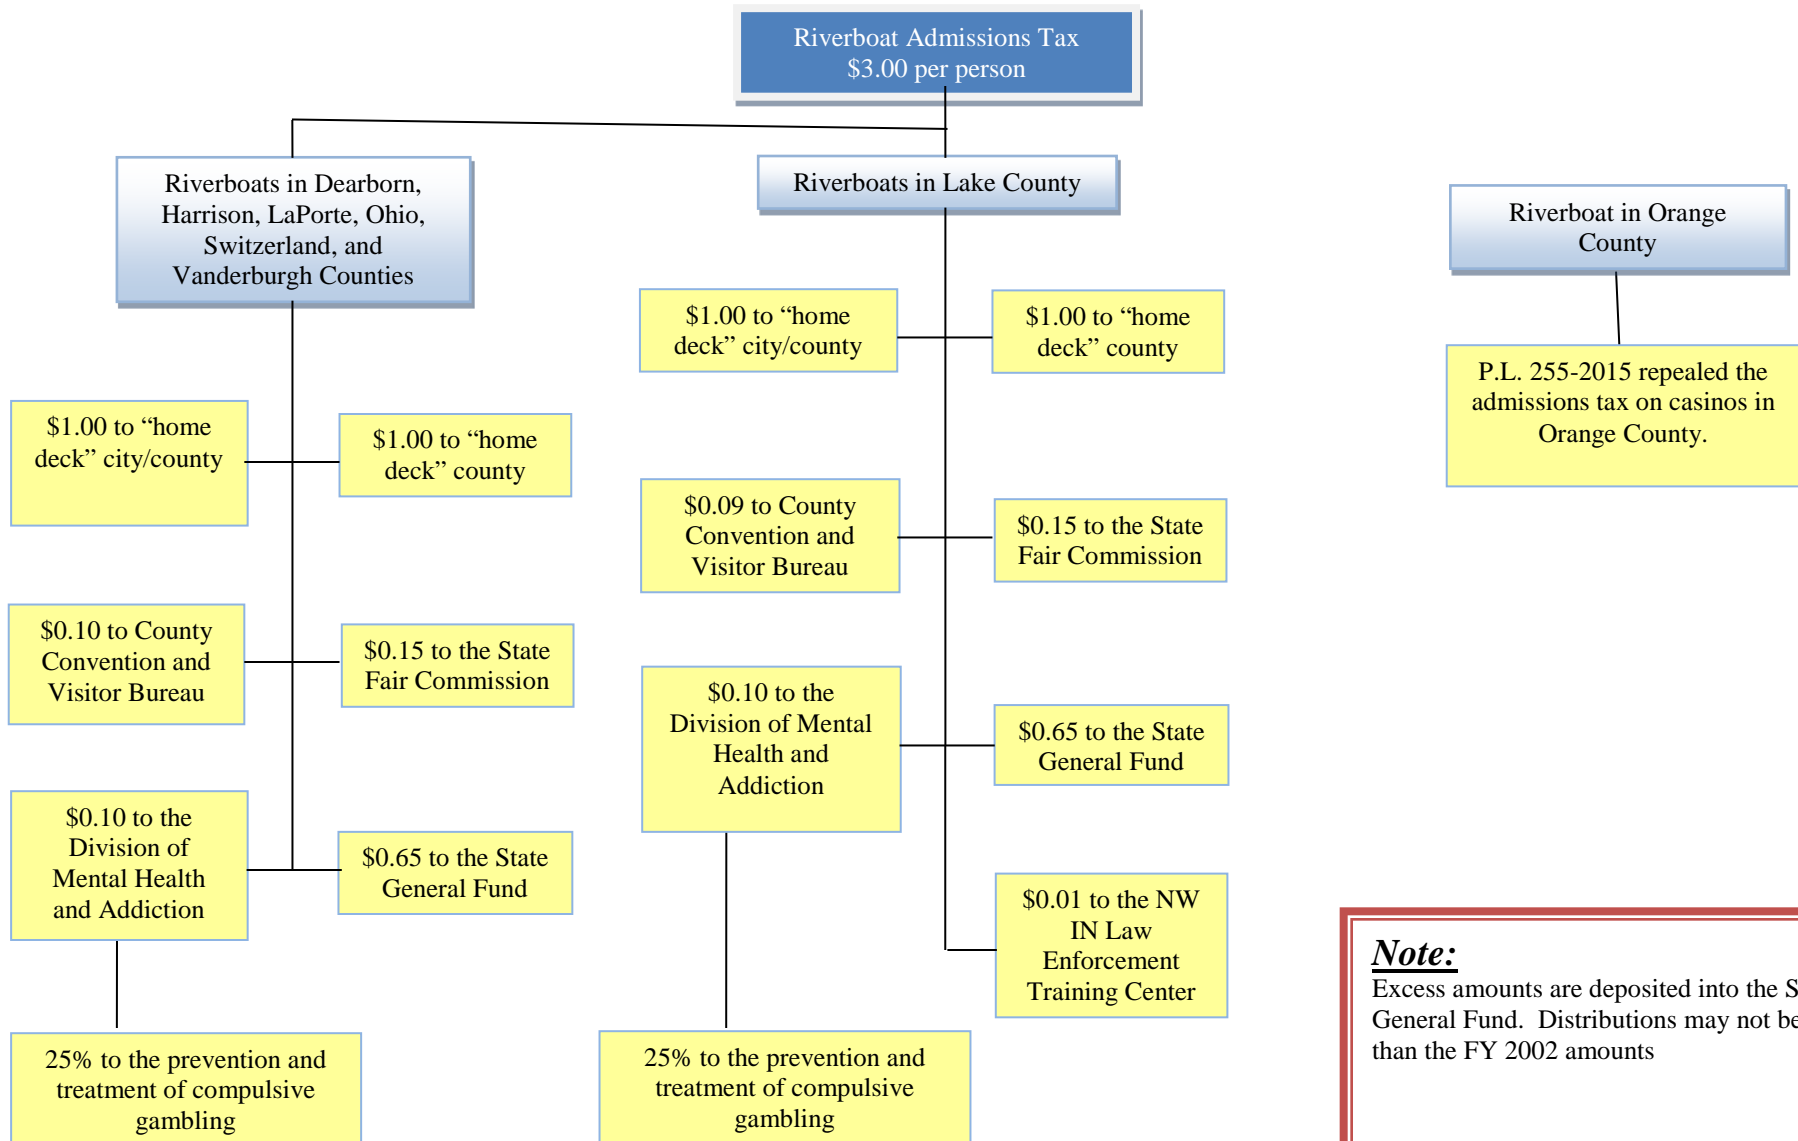 Riverboat Admissions Tax
$3.00 per person
Riverboats in Dearborn,
Harrison, LaPorte, Ohio,
Switzerland, and
Vanderburgh Counties
$1.00 to “home
deck” city/county
$1.00 to “home
deck” county
$0.10 to County
Convention and
Visitor Bureau
$0.15 to the State
Fair Commission
$0.10 to the
Division of
Mental Health
and Addiction
$0.65 to the State
General Fund
25% to the prevention and
treatment of compulsive
gambling
Riverboats in Lake County
$1.00 to “home
deck” city/county
$1.00 to “home
deck” county
$0.09 to County
Convention and
Visitor Bureau
$0.15 to the State
Fair Commission
$0.10 to the
Division of Mental
Health and
Addiction
$0.65 to the State
General Fund
$0.01 to the NW
IN Law
Enforcement
Training Center
25% to the prevention and
treatment of compulsive
gambling
Riverboat in Orange
County
P.L. 255-2015 repealed the
admissions tax on casinos in
Orange County.
Note:
Excess amounts are deposited into the
General Fund. Distributions may not be
than the FY 2002 amounts